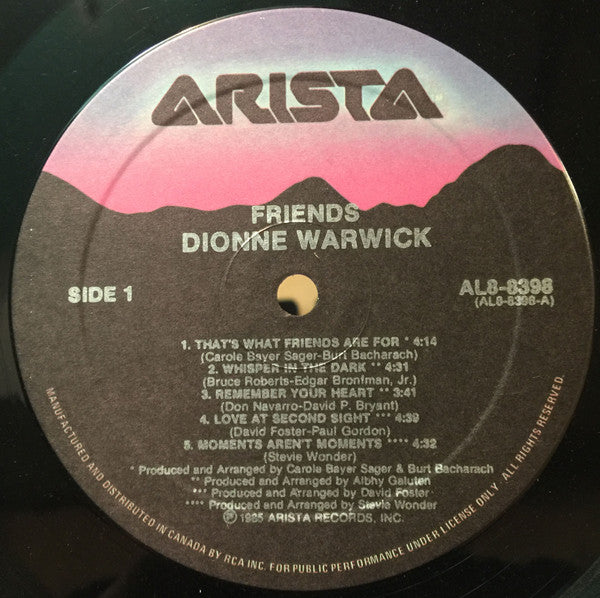 ARISTA
FRIENDS
DIONNE WARWICK
SIDE 1
AL8-8398
(AL8-8398-A)
1. THAT'S WHAT FRIENDS ARE FOR * 4:14
(Carole Bayer Sager-Burt Bacharach)
2. WHISPER IN THE DARK ** 4:31
(Bruce Roberts-Edgar Bronfman, Jr.)
3. REMEMBER YOUR HEART ** 3:41
(Don Navarro-David P. Bryant)
4. LOVE AT SECOND SIGHT *** 4:39
(David Foster-Paul Gordon)
5. MOMENTS AREN'T MOMENTS **** 4:32
(Stevie Wonder)
* Produced and Arranged by Carole Bayer Sager & Burt Bacharach
** Produced and Arranged by Albhy Galuten
*** Produced and Arranged by David Foster
**** Produced and Arranged by Stevie Wonder
℗ 1985 ARISTA RECORDS, INC.
MANUFACTURED AND DISTRIBUTED IN CANADA BY RCA INC. FOR PUBLIC PERFORMANCE UNDER LICENSE ONLY. ALL RIGHTS RESERVED.